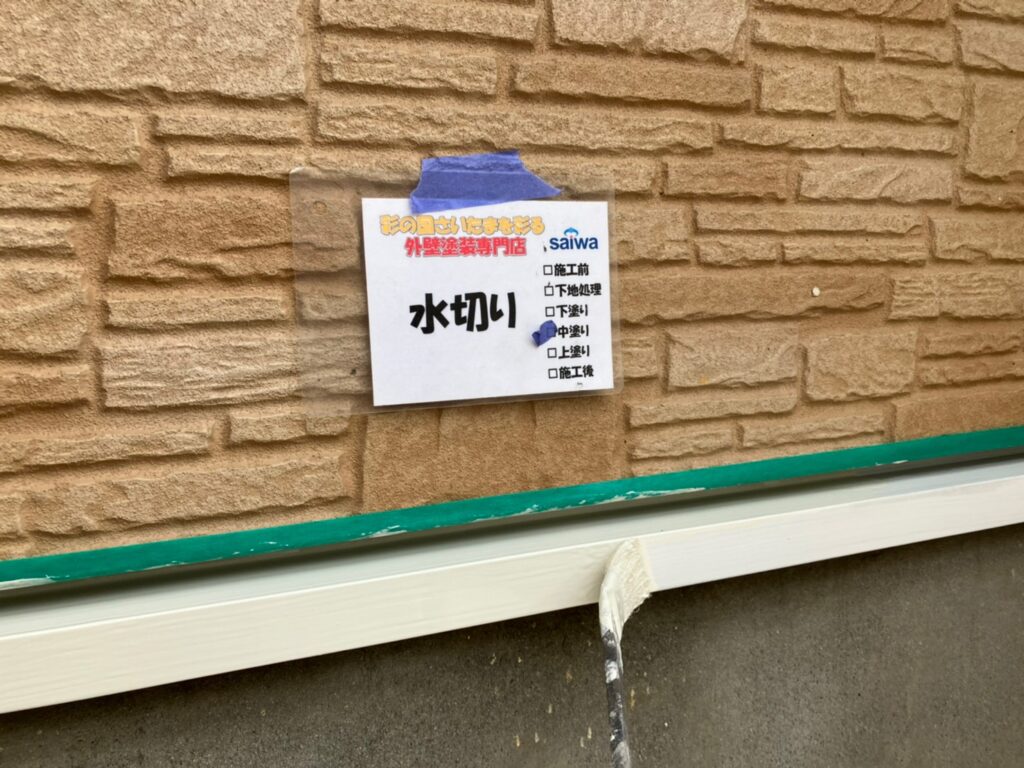 彩の国さいたまを彩る
外壁塗装専門店
saiwa
水切り
□施工前
□下地処理
□下塗り
□中塗り
□上塗り
□施工後